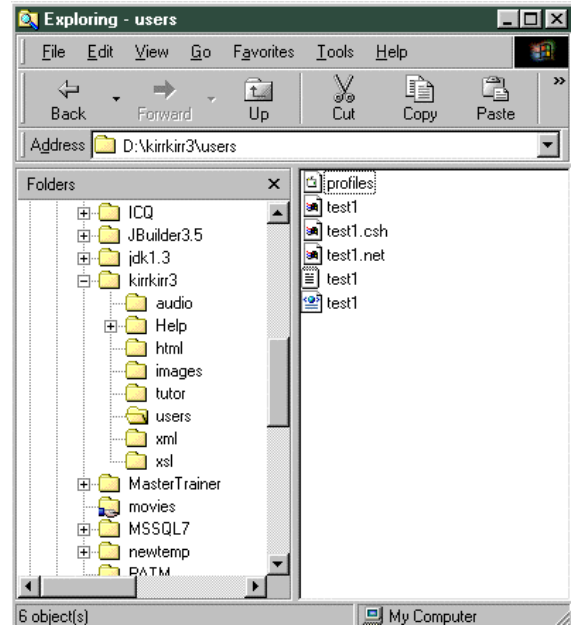 Exploring - users
File Edit View Go Favorites Tools Help
Back Forward Up Cut Copy Paste »
Address D:\kirrkirr3\users
Folders
ICQ
JBuilder3.5
jdk1.3
kirrkirr3
audio
Help
html
images
tutor
users
xml
xsl
MasterTrainer
movies
MSSQL7
newtemp
PATM
profiles
test1
test1.csh
test1.net
test1
test1
6 object(s) My Computer